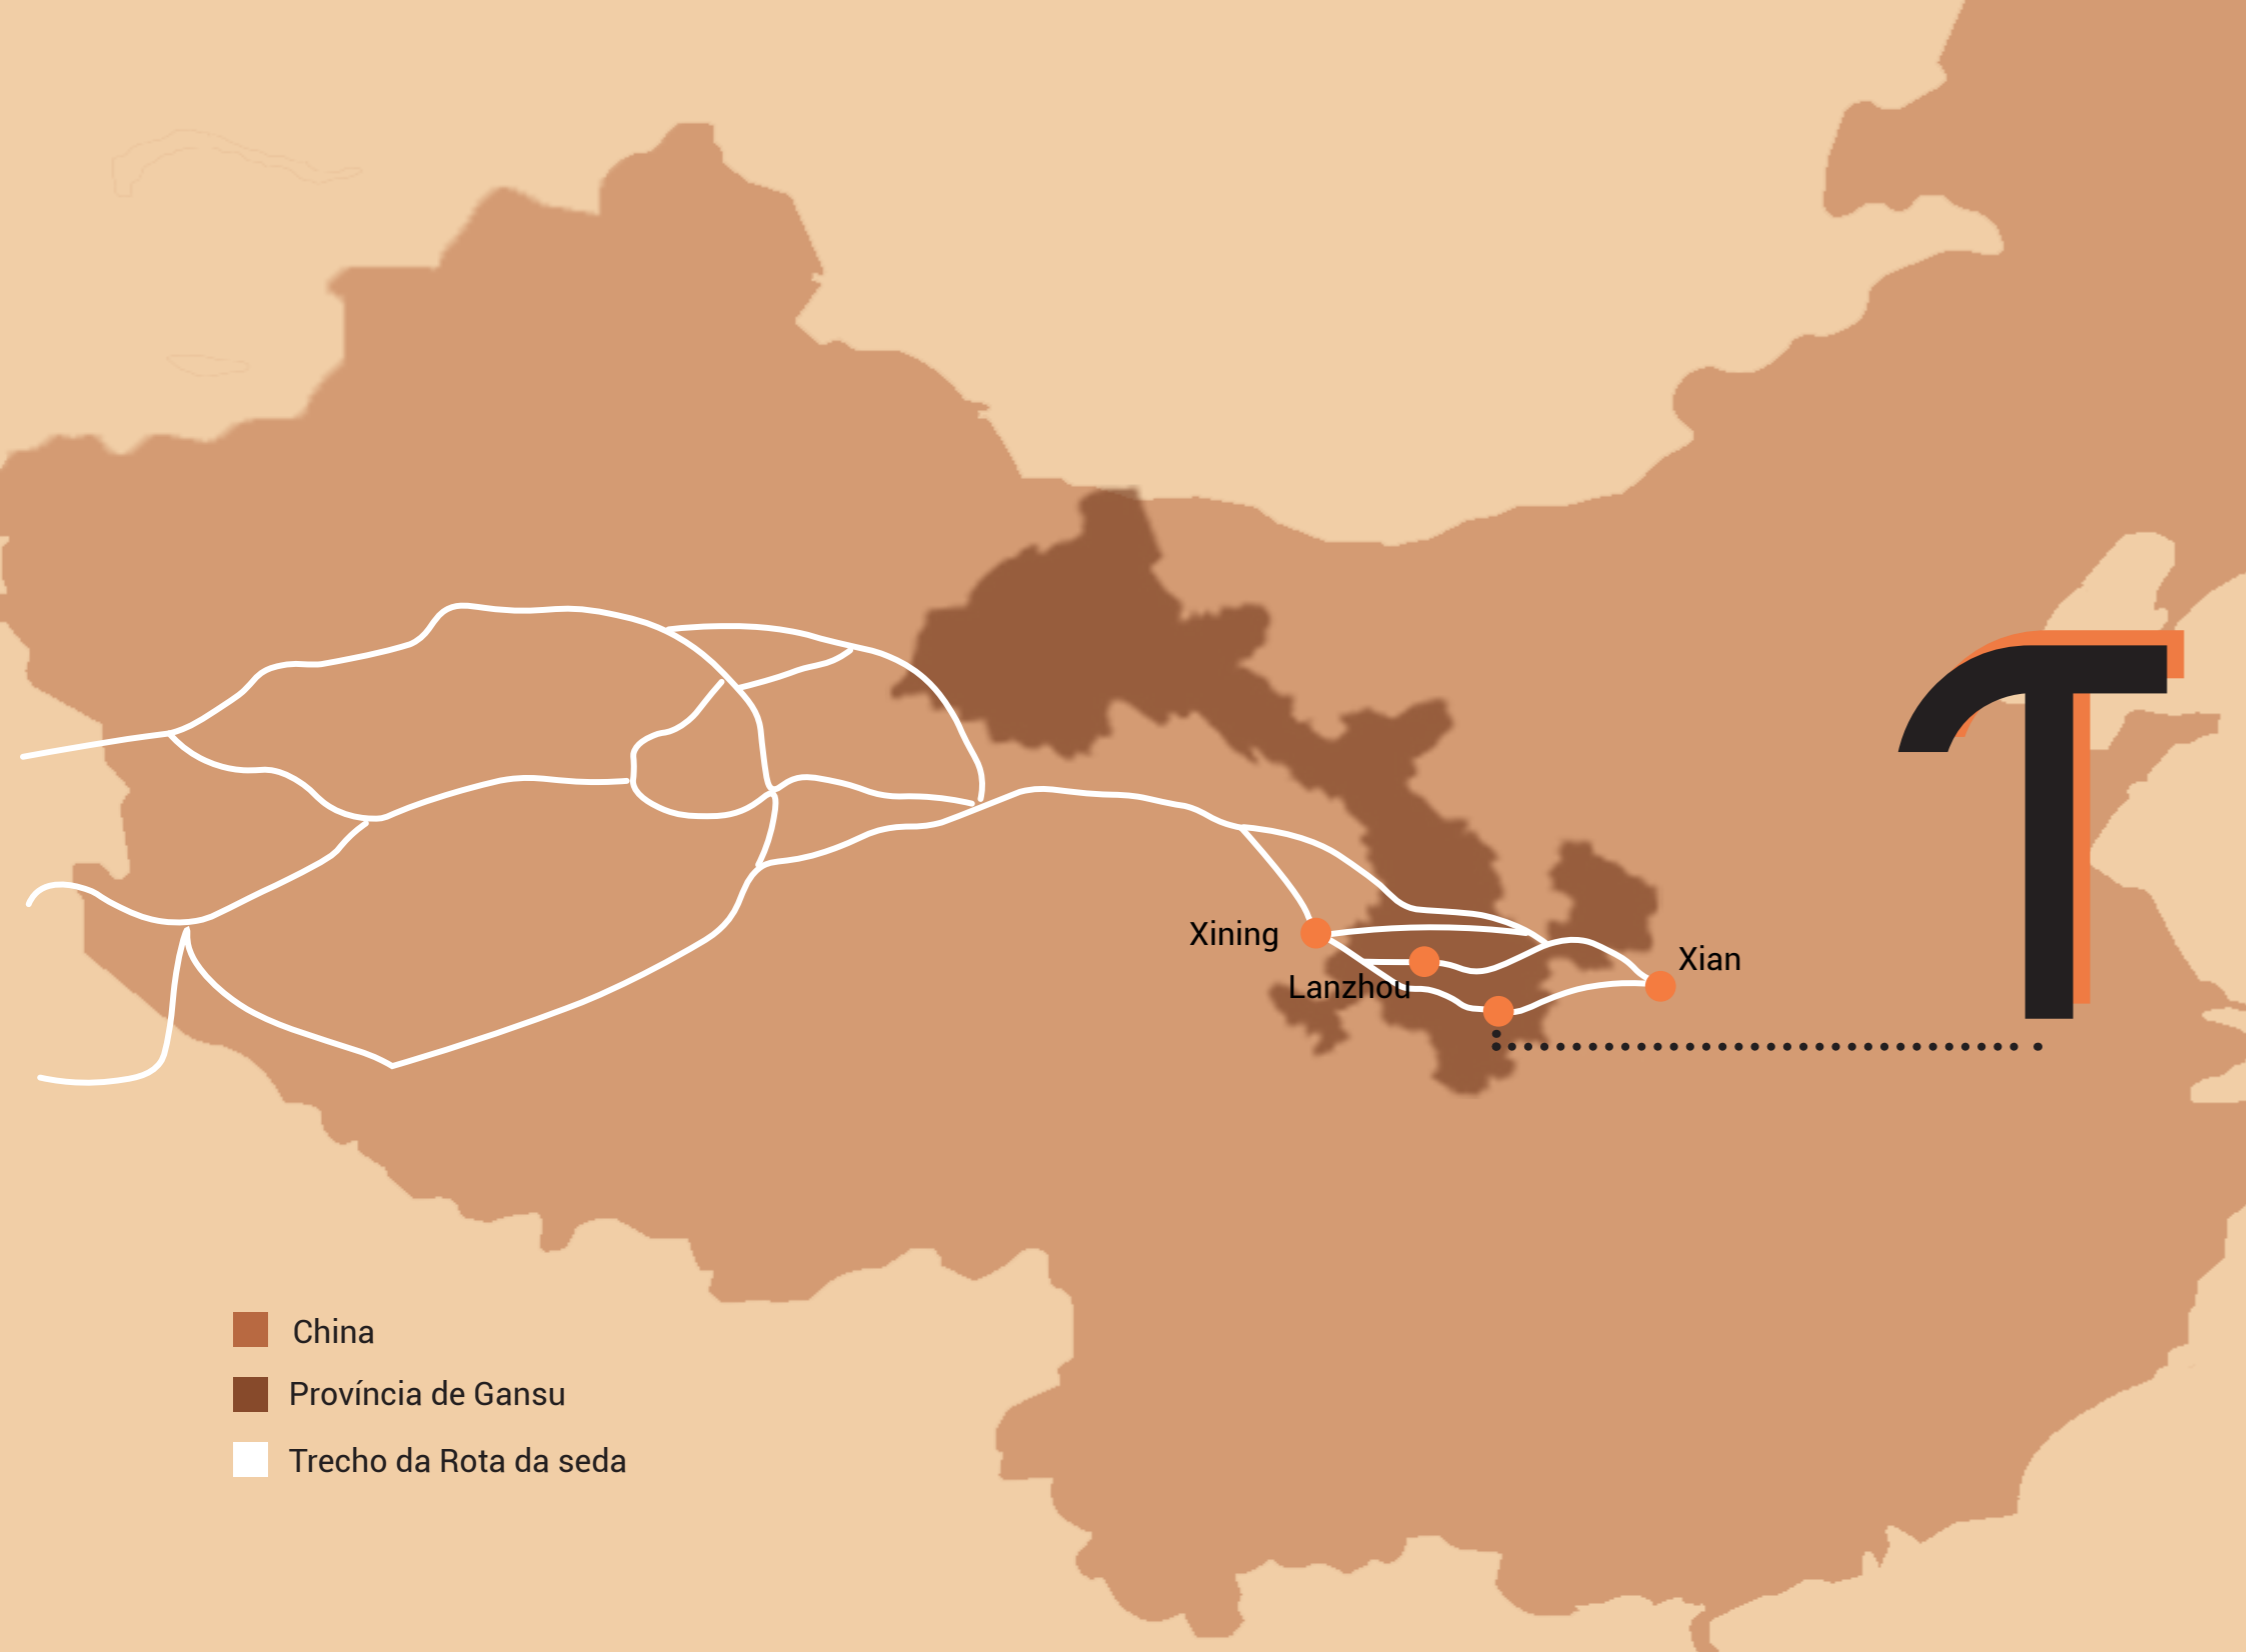 Xining
Xian
Lanzhou
China
Província de Gansu
Trecho da Rota da seda